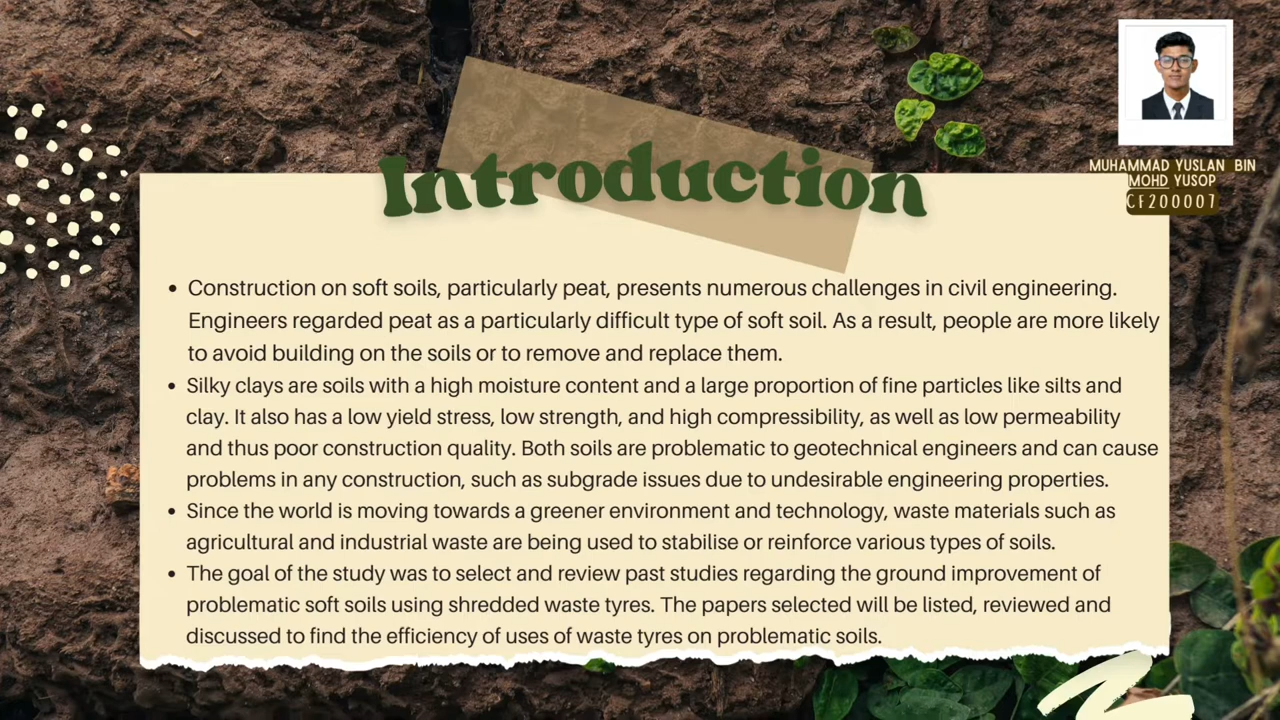 Introduction
MUHAMMAD YUSLAN BIN
MOHD YUSOP
CF200007
• Construction on soft soils, particularly peat, presents numerous challenges in civil engineering.
Engineers regarded peat as a particularly difficult type of soft soil. As a result, people are more likely
to avoid building on the soils or to remove and replace them.
• Silky clays are soils with a high moisture content and a large proportion of fine particles like silts and
clay. It also has a low yield stress, low strength, and high compressibility, as well as low permeability
and thus poor construction quality. Both soils are problematic to geotechnical engineers and can cause
problems in any construction, such as subgrade issues due to undesirable engineering properties.
• Since the world is moving towards a greener environment and technology, waste materials such as
agricultural and industrial waste are being used to stabilise or reinforce various types of soils.
• The goal of the study was to select and review past studies regarding the ground improvement of
problematic soft soils using shredded waste tyres. The papers selected will be listed, reviewed and
discussed to find the efficiency of uses of waste tyres on problematic soils.